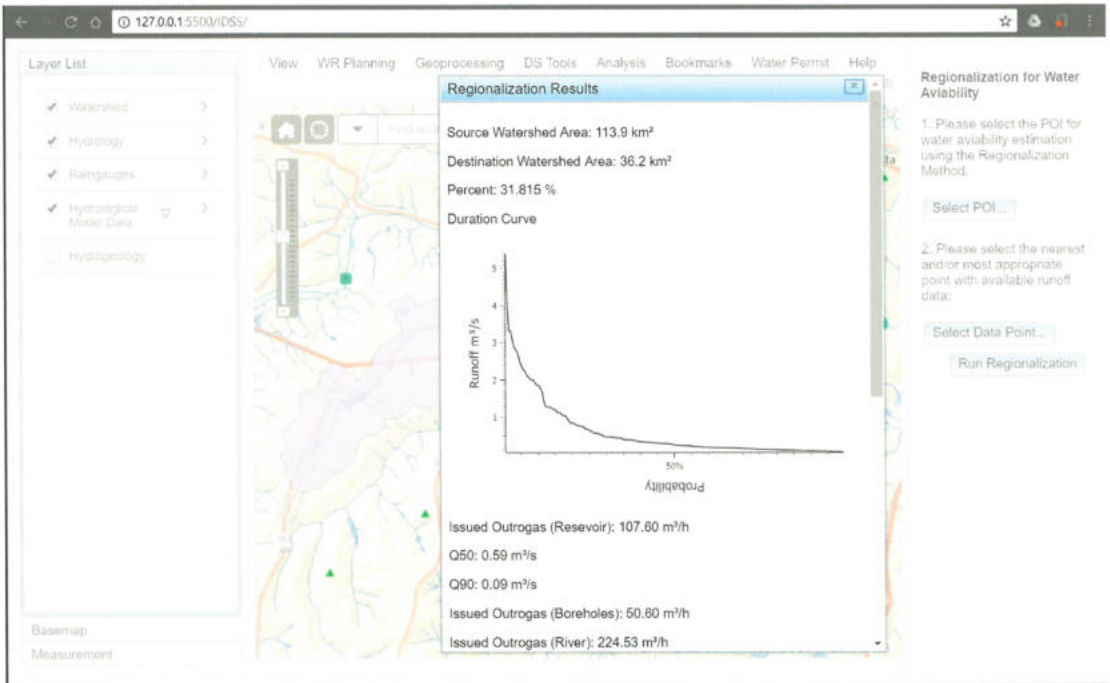 127.0.0.1:5500/IDSS/
Layer List
Watershed
Hydrology
Raingauges
Hydrological
Model Data
Hydrogeology
Basemap
Measurement
View WR Planning Geoprocessing DS Tools Analysis Bookmarks Water Permit Help
Regionalization Results
Source Watershed Area: 113.9 km²
Destination Watershed Area: 36.2 km²
Percent: 31.815 %
Duration Curve
5
4
3
2
1
Runoff m³/s
50%
Probability
Issued Outrogas (Resevoir): 107.60 m³/h
Q50: 0.59 m³/s
Q90: 0.09 m³/s
Issued Outrogas (Boreholes): 50.60 m³/h
Issued Outrogas (River): 224.53 m³/h
Regionalization for Water
Aviability
1. Please select the POI for
water aviability estimation
using the Regionalization
Method.
Select POI...
2. Please select the nearest
and/or most appropriate
point with available runoff
data:
Select Data Point...
Run Regionalization